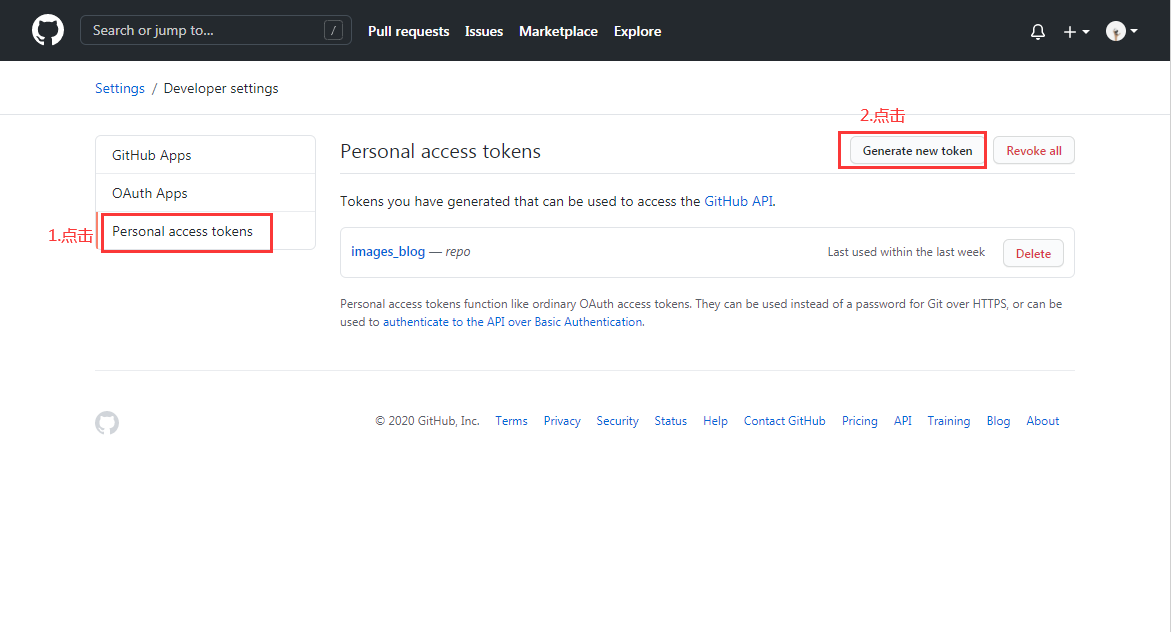 Search or jump to... /
Pull requests Issues Marketplace Explore
Settings / Developer settings
GitHub Apps
OAuth Apps
1.点击
Personal access tokens
Personal access tokens
2.点击
Generate new token
Revoke all
Tokens you have generated that can be used to access the GitHub API.
images_blog — repo
Last used within the last week
Delete
Personal access tokens function like ordinary OAuth access tokens. They can be used instead of a password for Git over HTTPS, or can be
used to authenticate to the API over Basic Authentication.
© 2020 GitHub, Inc. Terms Privacy Security Status Help Contact GitHub Pricing API Training Blog About